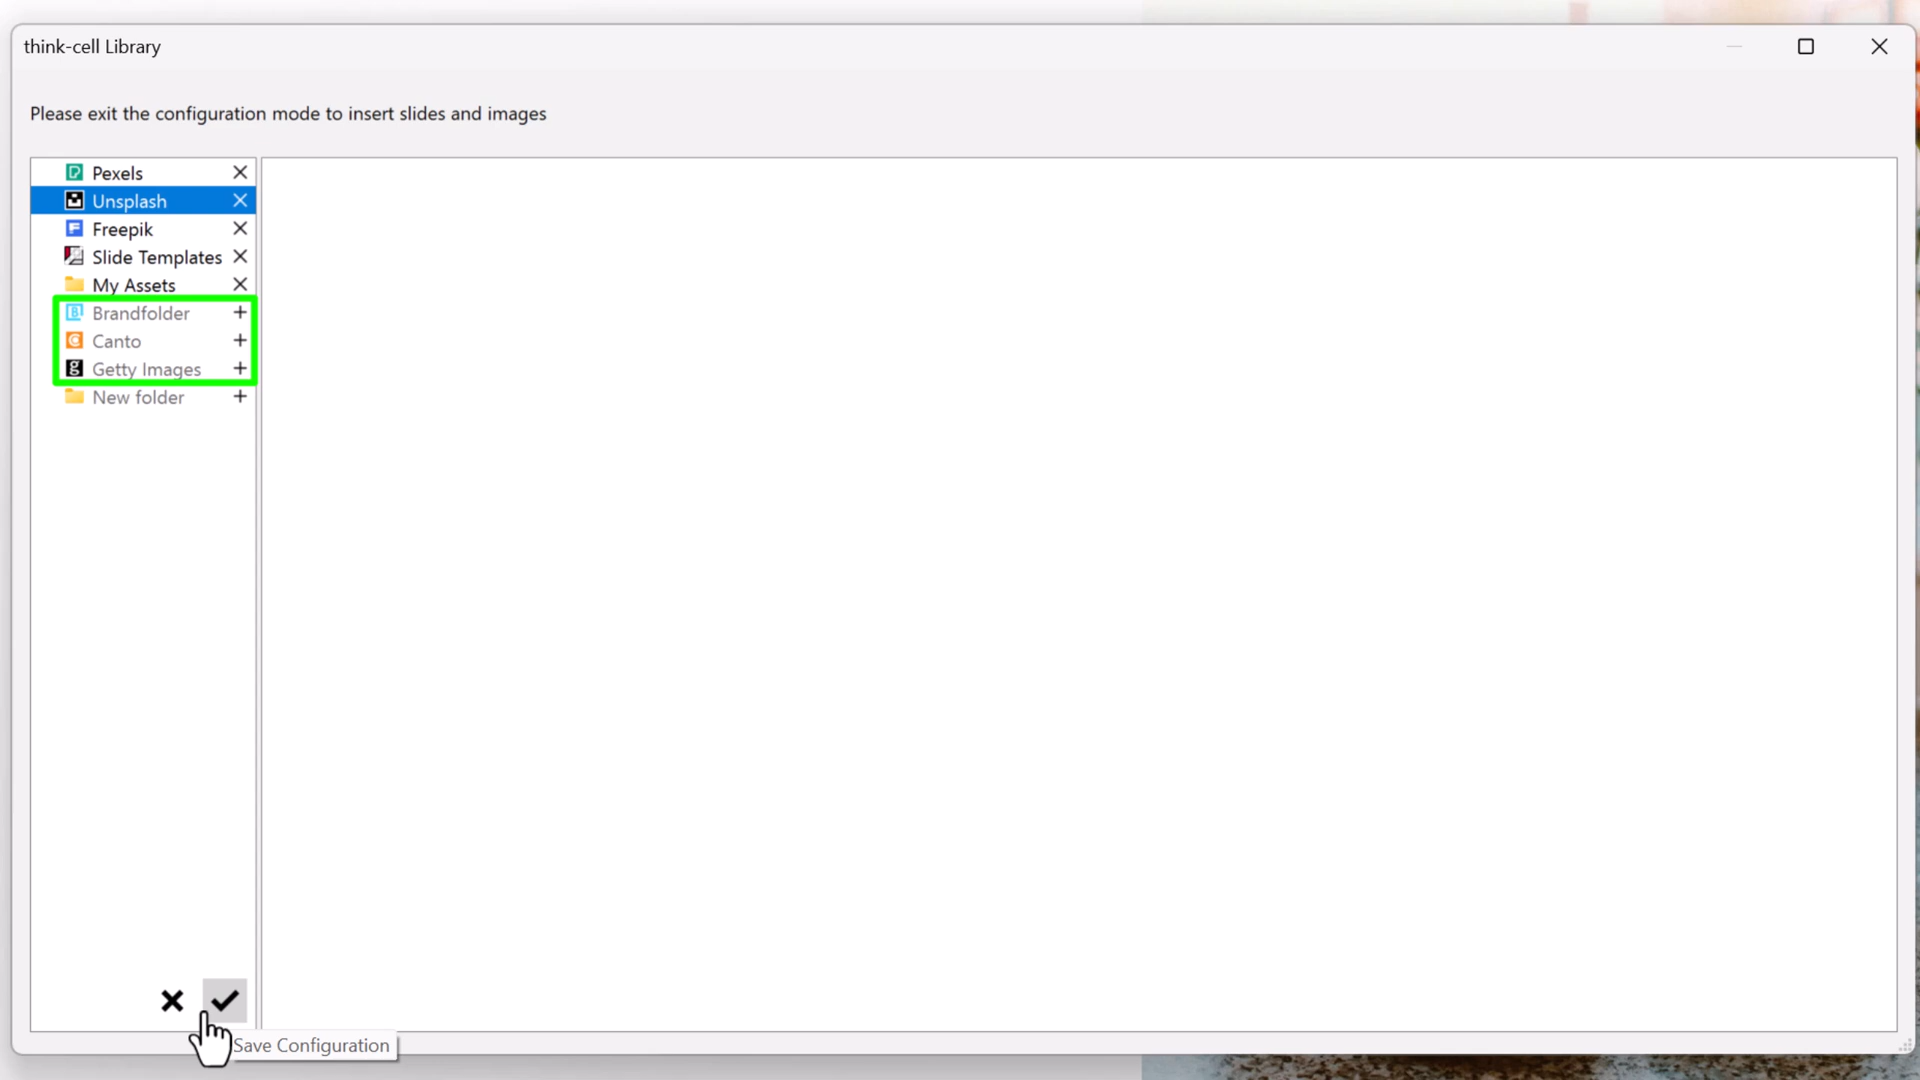 think-cell Library
Please exit the configuration mode to insert slides and images
Pexels
Unsplash
Freepik
Slide Templates
My Assets
Brandfolder
Canto
Getty Images
New folder
Save Configuration